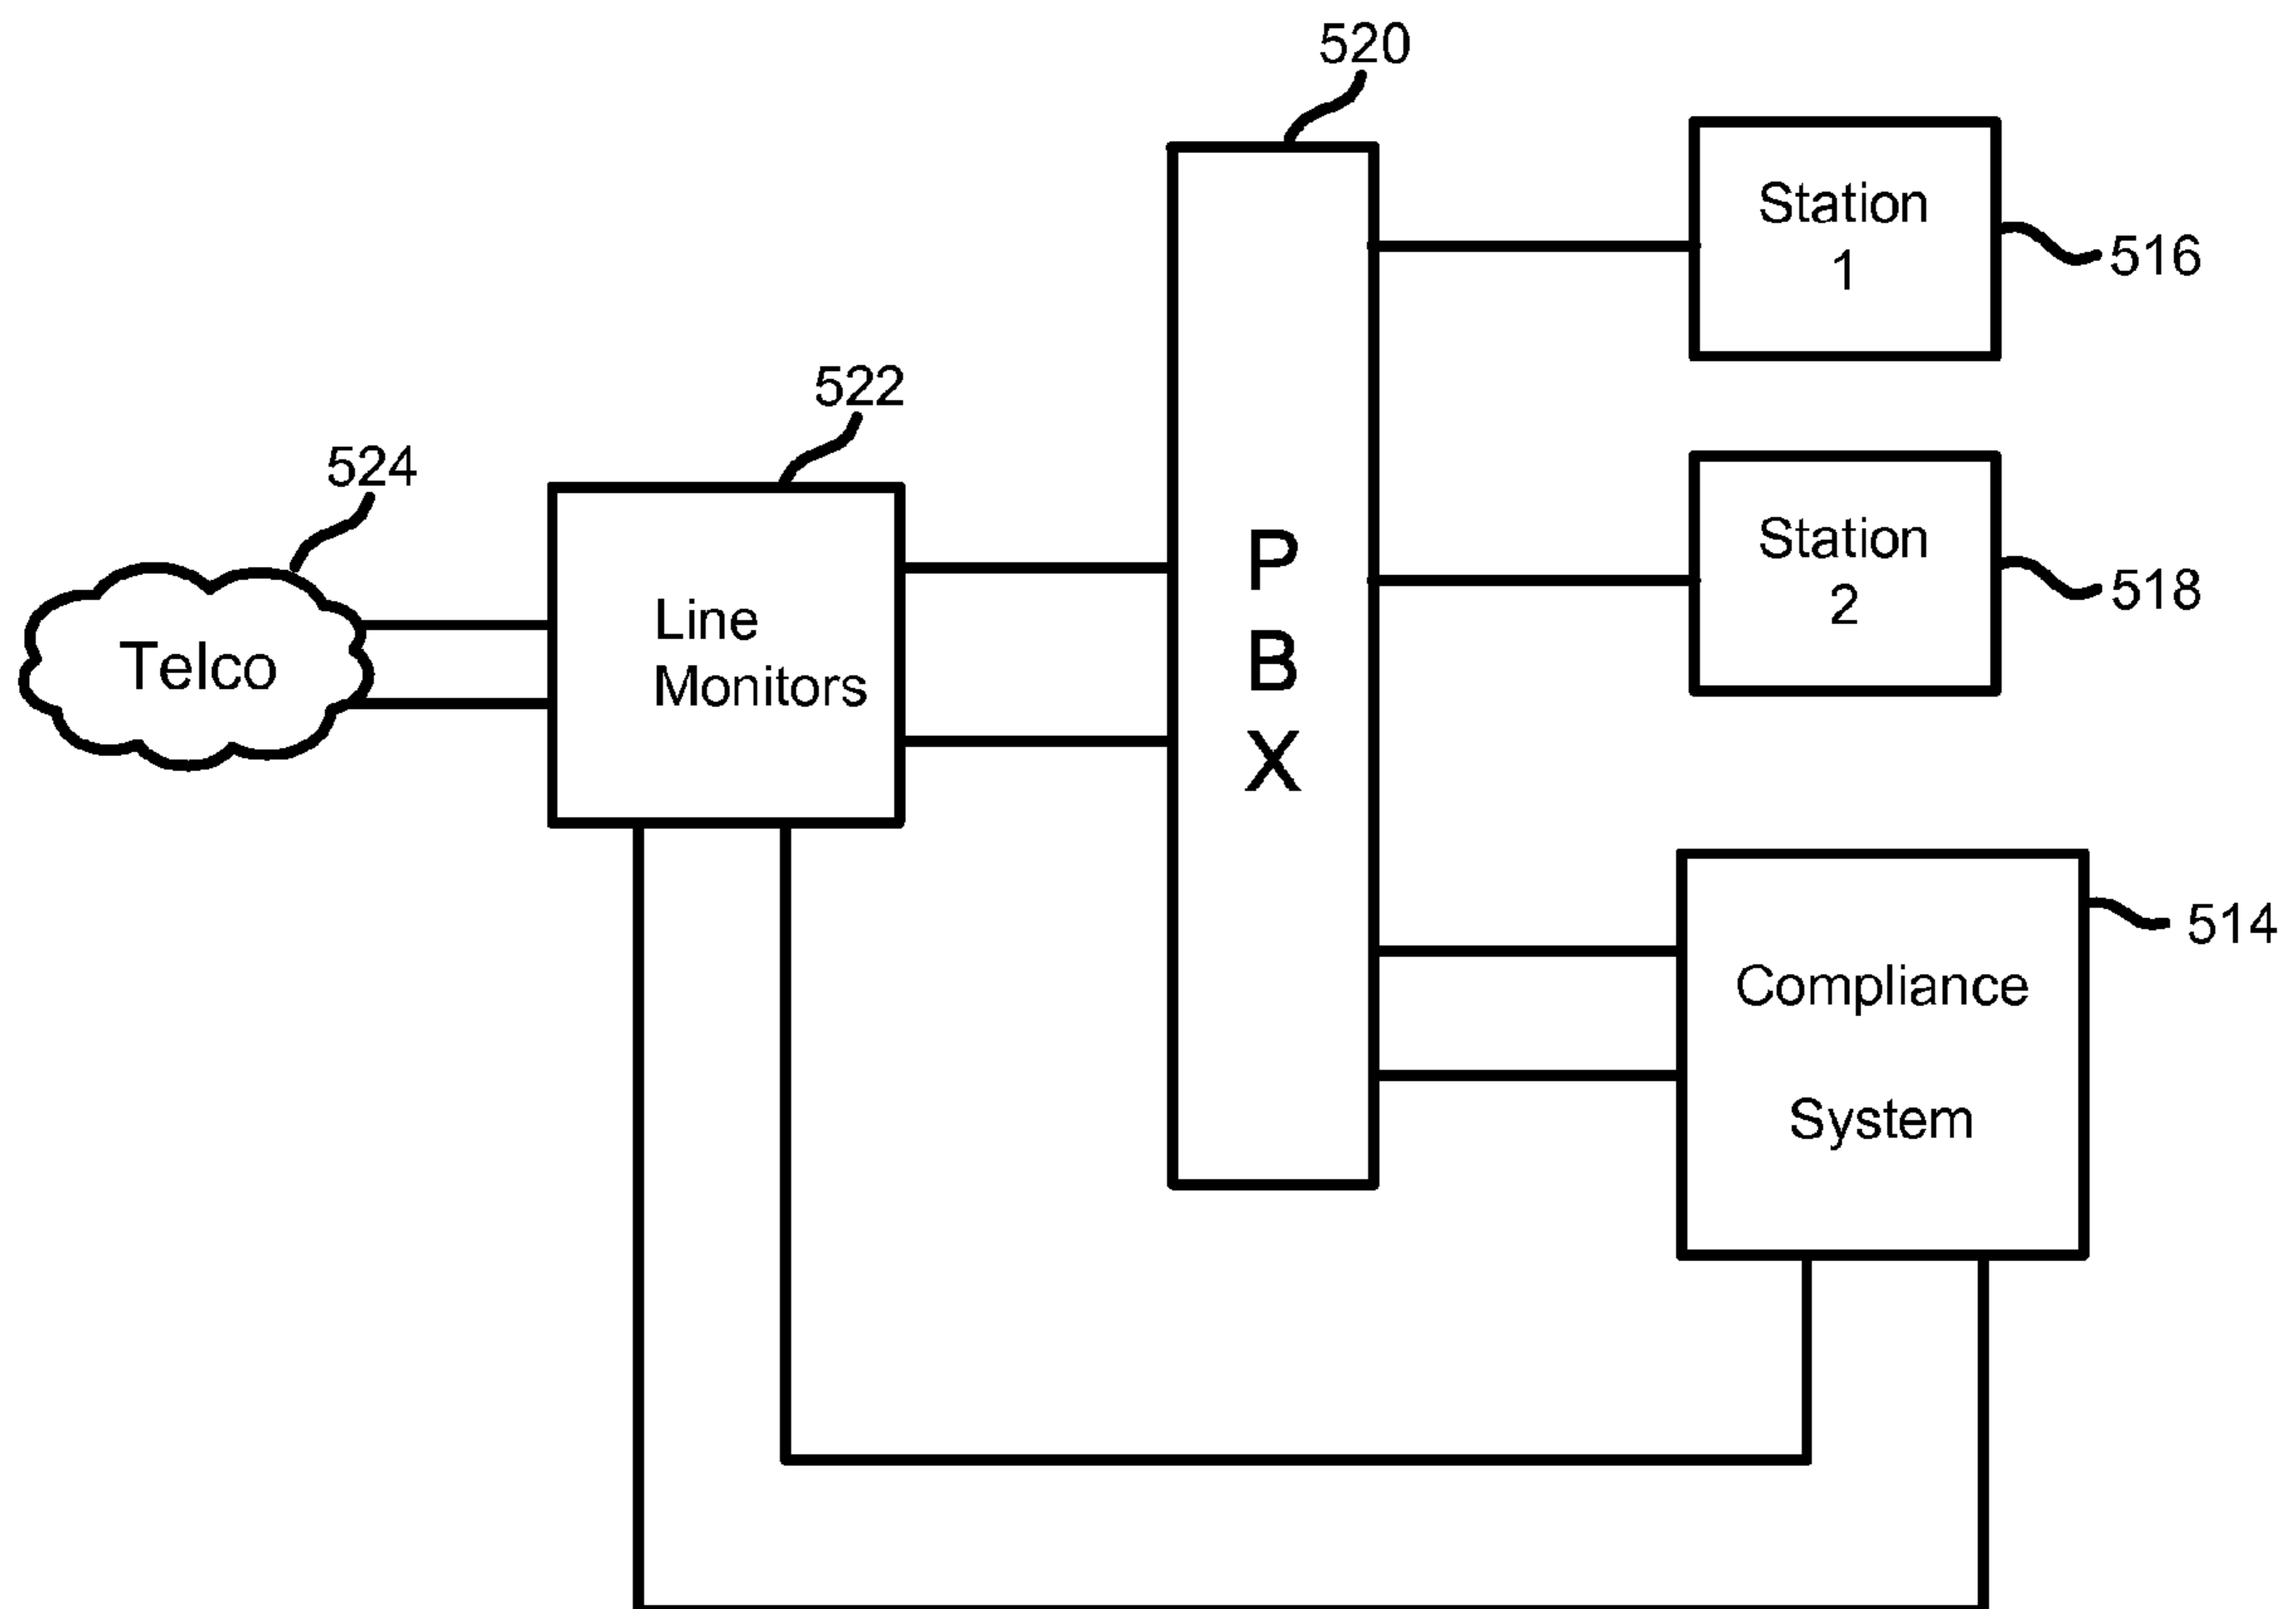 520
Station
1
516
522
524
Station
2
518
P
B
X
Line
Monitors
Telco
514
Compliance
System